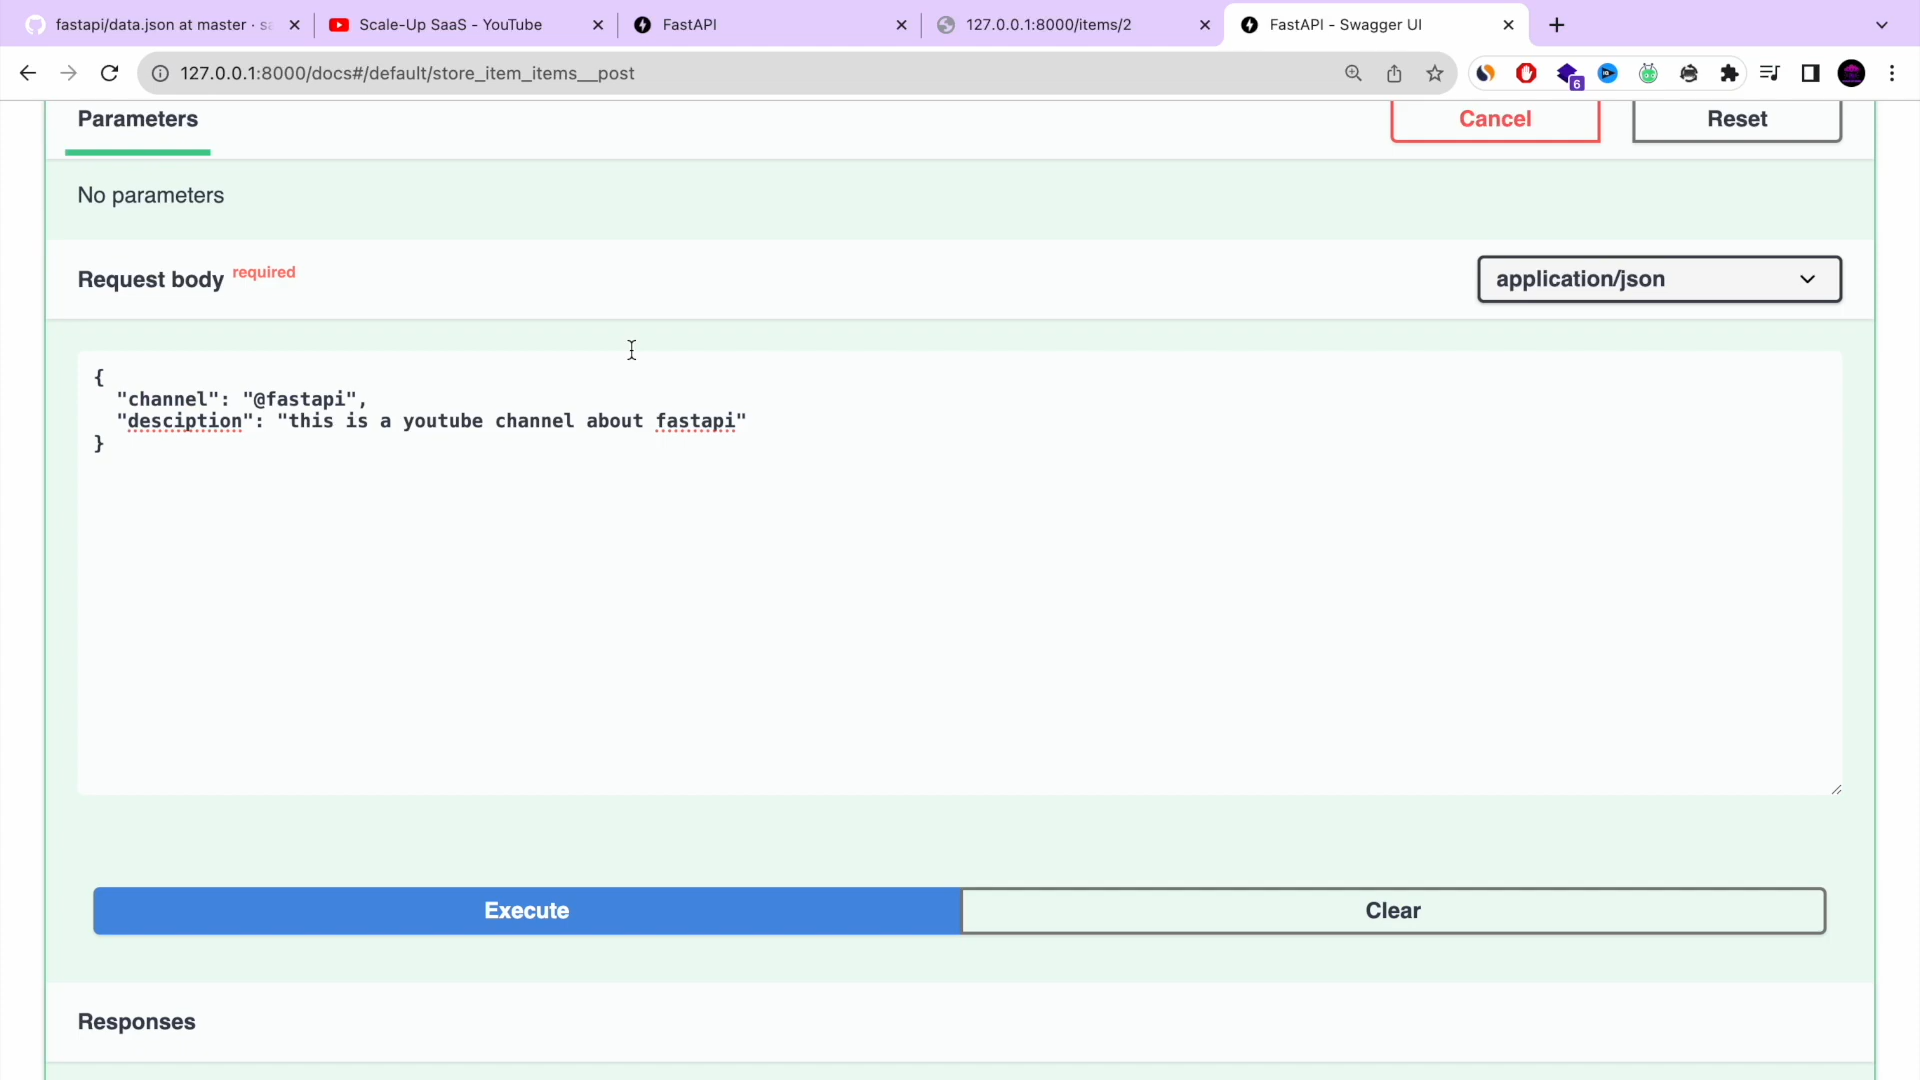 fastapi/data.json at master · sa
Scale-Up SaaS - YouTube
FastAPI
127.0.0.1:8000/items/2
FastAPI - Swagger UI
127.0.0.1:8000/docs#/default/store_item_items__post
6
Parameters
Cancel
Reset
No parameters
Request body required
application/json
{
"channel": "@fastapi",
"desciption": "this is a youtube channel about fastapi"
}
Execute
Clear
Responses